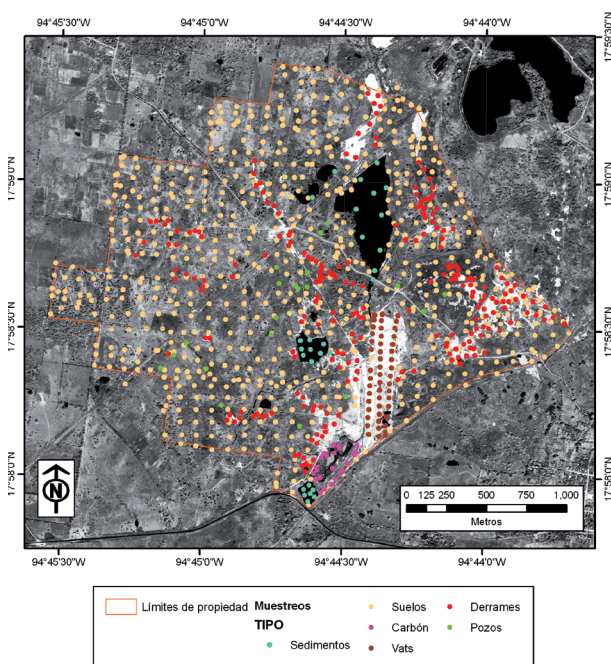 94°45'0"O 94°44'30"O 94°44'0"O
17°59'30"N
17°59'0"N 17°59'0"N
17°58'30"N 17°58'30"N
17°58'0"N 17°58'0"N
N
0 125 250 500 750 1,000
Metros
94°45'30"O 94°45'0"O 94°44'30"O 94°44'0"O
Límites de propiedad Muestreos Suelos Derrames
TIPO Carbón Pozos
Sedimentos Vats